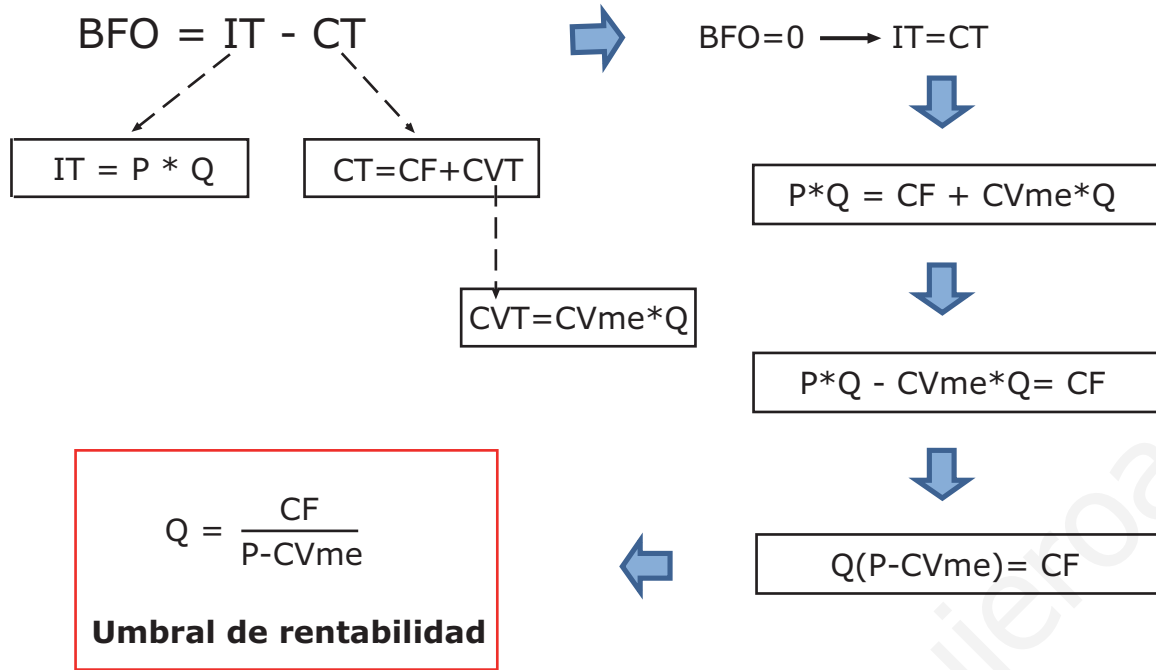 BFO = IT - CT
BFO=0 → IT=CT
IT = P * Q
CT=CF+CVT
CVT=CVme*Q
P*Q = CF + CVme*Q
P*Q - CVme*Q= CF
Q(P-CVme)= CF
Q = CF / P-CVme
Umbral de rentabilidad